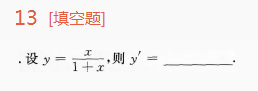 13 [填空题]
.设 y = x/(1+x),则 y′ = ________.